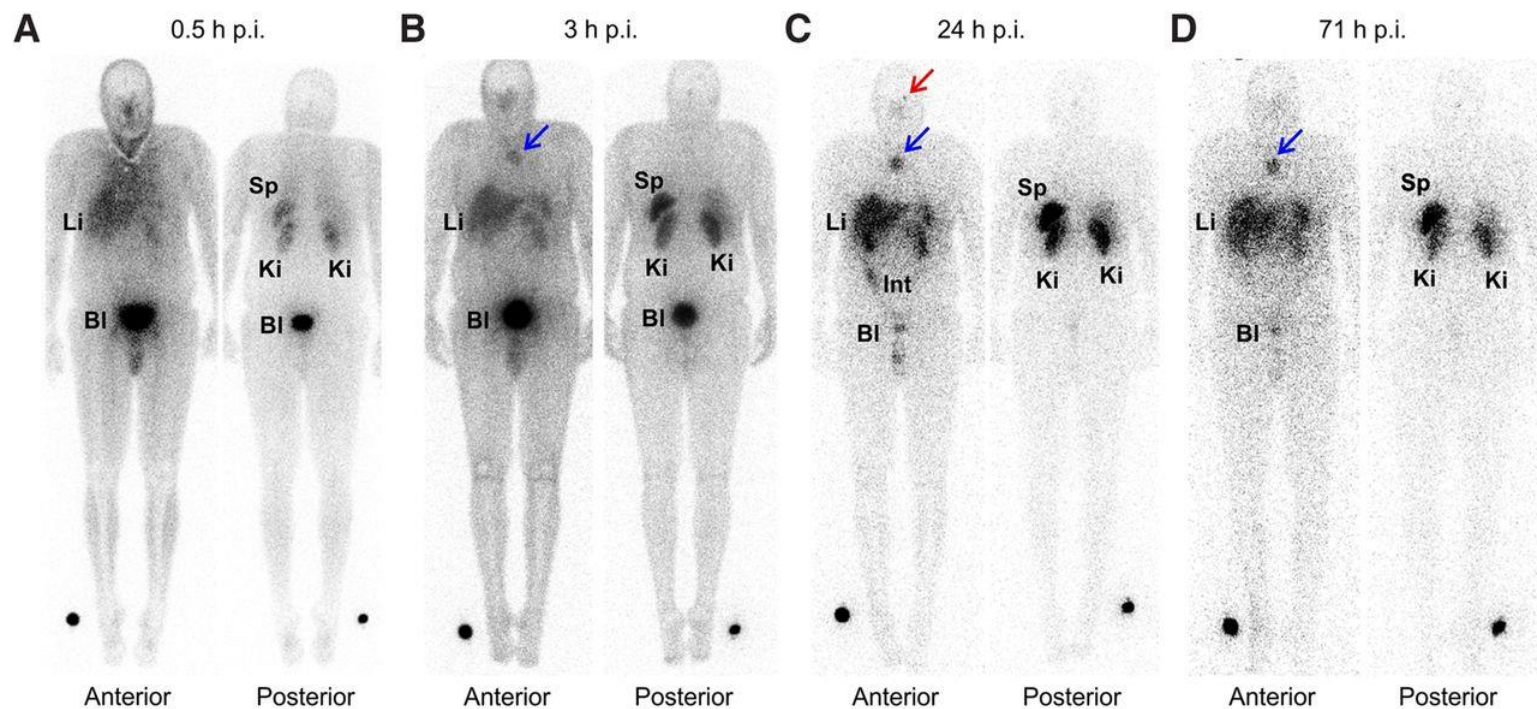 A 0.5 h p.i.
B 3 h p.i.
C 24 h p.i.
D 71 h p.i.
Li
Sp
Ki Ki
Bl Bl
Anterior Posterior
Sp
Ki Ki
Bl Bl
Anterior Posterior
Li
Sp
Int
Ki Ki
Bl
Anterior Posterior
Li
Sp
Ki Ki
Bl
Anterior Posterior